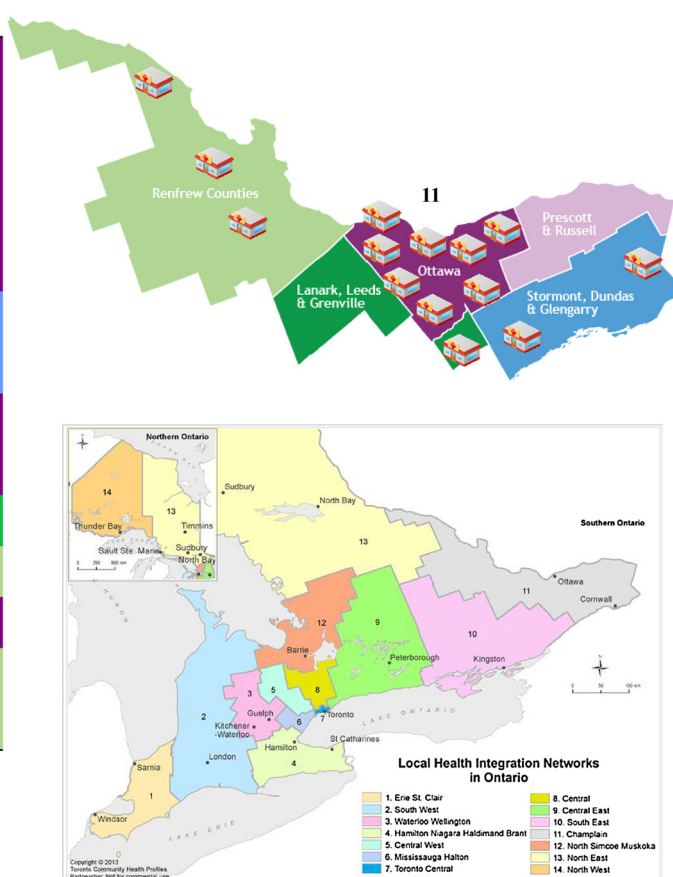 11
Renfrew Counties
Prescott
& Russell
Ottawa
Lanark, Leeds
& Grenville
Stormont, Dundas
& Glengarry
Northern Ontario
14
13
Thunder Bay
Timmins
Sault Ste. Marie
Sudbury
North Bay
0 250 500 km
Sudbury
North Bay
Southern Ontario
13
Ottawa
11
Cornwall
HURON
12
9
10
Barrie
Peterborough
Kingston
3
5
8
0 50 100 km
Guelph
Toronto
2
6
7
LAKE ONTARIO
Kitchener
-Waterloo
Hamilton
St Catharines
4
London
Sarnia
1
Windsor
LAKE ERIE
Local Health Integration Networks
in Ontario
1. Erie St. Clair
2. South West
3. Waterloo Wellington
4. Hamilton Niagara Haldimand Brant
5. Central West
6. Mississauga Halton
7. Toronto Central
8. Central
9. Central East
10. South East
11. Champlain
12. North Simcoe Muskoka
13. North East
14. North West
Copyright © 2013
Toronto Community Health Profiles
Partnership: Not for commercial use